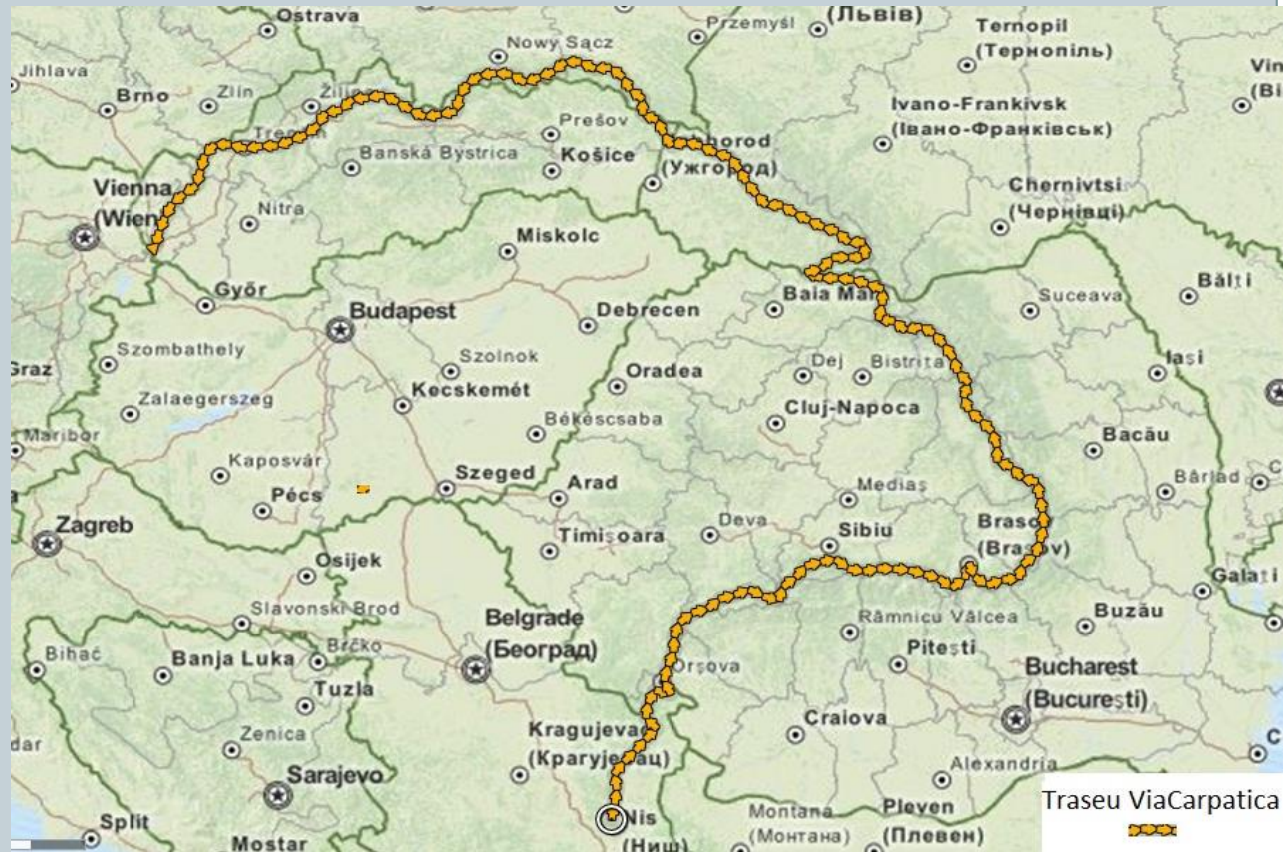 Ostrava
Przemyśl
(Львів)
Ternopil
(Тернопіль)
Jihlava
Nowy Sącz
Brno
Zlín
Ivano-Frankivsk
(Івано-Франківськ)
Prešov
Banská Bystrica
Košice
(Ужгород)
Vienna
(Wien
Nitra
Chernivtsi
(Чернівці)
Miskolc
Győr
Baia Mar
Suceava
Bălți
Budapest
Debrecen
Szombathely
Szolnok
Oradea
Dej
Bistrița
Iași
Graz
Zalaegerszeg
Kecskemét
Cluj-Napoca
Békéscsaba
Maribor
Bacău
Kaposvár
Szeged
Arad
Mediaș
Bârlad
Pécs
Zagreb
Timișoara
Deva
Sibiu
Brașov
(Brașov)
Osijek
Galați
Slavonski Brod
Belgrade
(Београд)
Râmnicu Vâlcea
Buzău
Bihać
Banja Luka
Brčko
Orșova
Pitești
Bucharest
(București)
Tuzla
Kragujevac
(Крагујевац)
Craiova
Zenica
Alexandria
Sarajevo
Traseu ViaCarpatica
Split
Mostar
Nis
(Ниш)
Montana
(Монтана)
Pleven
(Плевен)